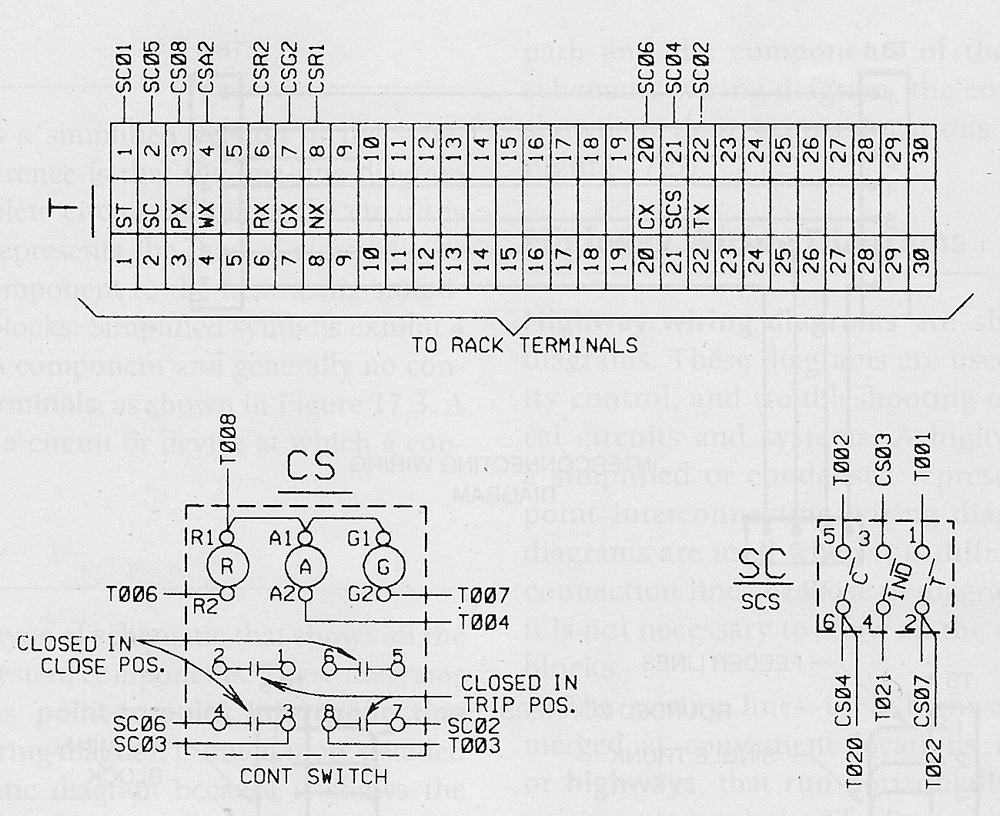 SC01 SC05 CS08 CSA2 CSR2 CSG2 CSR1 SC06 SC04 SC02
1 2 3 4 5 6 7 8 9 10 11 12 13 14 15 16 17 18 19 20 21 22 23 24 25 26 27 28 29 30
T
ST SC PX WX RX GX NX CX SCS TX
1 2 3 4 5 6 7 8 9 10 11 12 13 14 15 16 17 18 19 20 21 22 23 24 25 26 27 28 29 30
TO RACK TERMINALS
T008
CS
R1 A1 G1
R A G
T006 R2 A2 G2 T007
T004
CLOSED IN
CLOSE POS.
2 1 6 5
CLOSED IN
TRIP POS.
4 3 8 7
SC06 SC02
SC03 T003
CONT SWITCH
T002 CS03 T001
5 3 1
SC
SCS
C IND T
6 4 2
CS04 T021 CS07
T020 T022